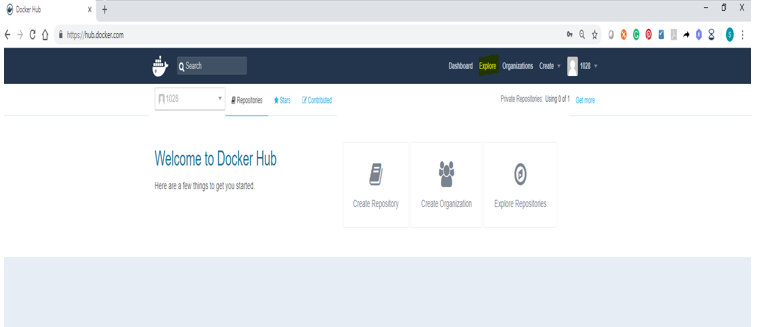 Docker Hub
https://hub.docker.com
Search
Dashboard Explore Organizations Create 1028
1028
Repositories Stars Contributed
Private Repositories: Using 0 of 1 Get more
Welcome to Docker Hub
Here are a few things to get you started.
Create Repository Create Organization Explore Repositories